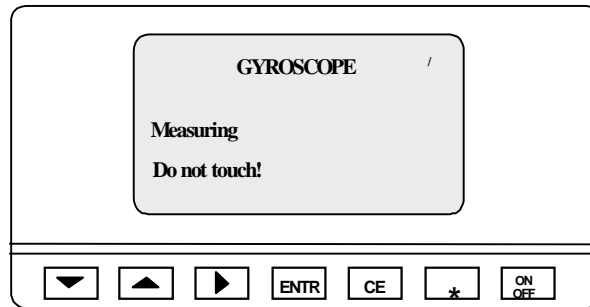 GYROSCOPE /
Measuring
Do not touch!
ENTR CE * ON OFF